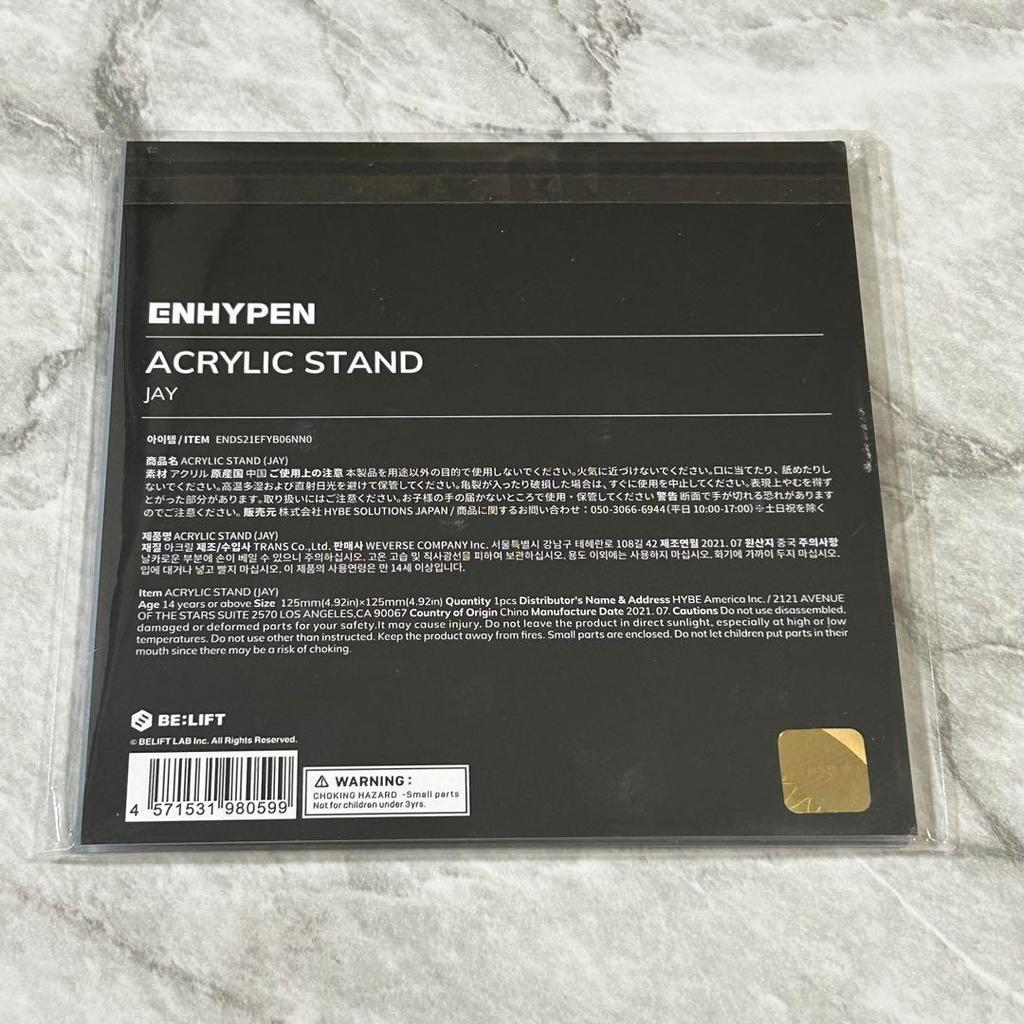 ENHYPEN
ACRYLIC STAND
JAY
아이템 / ITEM ENDS21EFYB06NN0
商品名 ACRYLIC STAND (JAY)
素材 アクリル 原産国 中国 ご使用上の注意 本製品を用途以外の目的で使用しないでください。火気に近づけないでください。口に当てたり、舐めたりし
ないでください。高温多湿および直射日光を避けて保管してください。亀裂が入ったり破損した場合は、すぐに使用を中止してください。表現上やむを得ず
とがった部分があります。取り扱いにはご注意ください。お子様の手の届かないところで使用・保管してください 警告 断面で手が切れる恐れがあります
のでご注意ください。 販売元 株式会社 HYBE SOLUTIONS JAPAN / 商品に関するお問い合わせ : 050-3066-6944 (平日 10:00-17:00) ※土日祝を除く
제품명 ACRYLIC STAND (JAY)
재질 아크릴 제조/수입사 TRANS Co.,Ltd. 판매사 WEVERSE COMPANY Inc. 서울특별시 강남구 테헤란로 108길 42 제조연월 2021. 07 원산지 중국 주의사항
날카로운 부분에 손이 베일 수 있으니 주의하십시오. 고온 고습 및 직사광선을 피하여 보관하십시오. 용도 이외에는 사용하지 마십시오. 화기에 가까이 두지 마십시오.
입에 대거나 넣고 빨지 마십시오. 이 제품의 사용연령은 만 14세 이상입니다.
Item ACRYLIC STAND (JAY)
Age 14 years or above Size 125mm(4.92in)×125mm(4.92in) Quantity 1pcs Distributor's Name & Address HYBE America Inc. / 2121 AVENUE
OF THE STARS SUITE 2570 LOS ANGELES,CA 90067 Country of Origin China Manufacture Date 2021. 07. Cautions Do not use disassembled,
damaged or deformed parts for your safety.It may cause injury. Do not leave the product in direct sunlight, especially at high or low
temperatures. Do not use other than instructed. Keep the product away from fires. Small parts are enclosed. Do not let children put parts in their
mouth since there may be a risk of choking.
BE:LIFT
© BELIFT LAB Inc. All Rights Reserved.
4 571531 980599
⚠ WARNING :
CHOKING HAZARD -Small parts
Not for children under 3yrs.